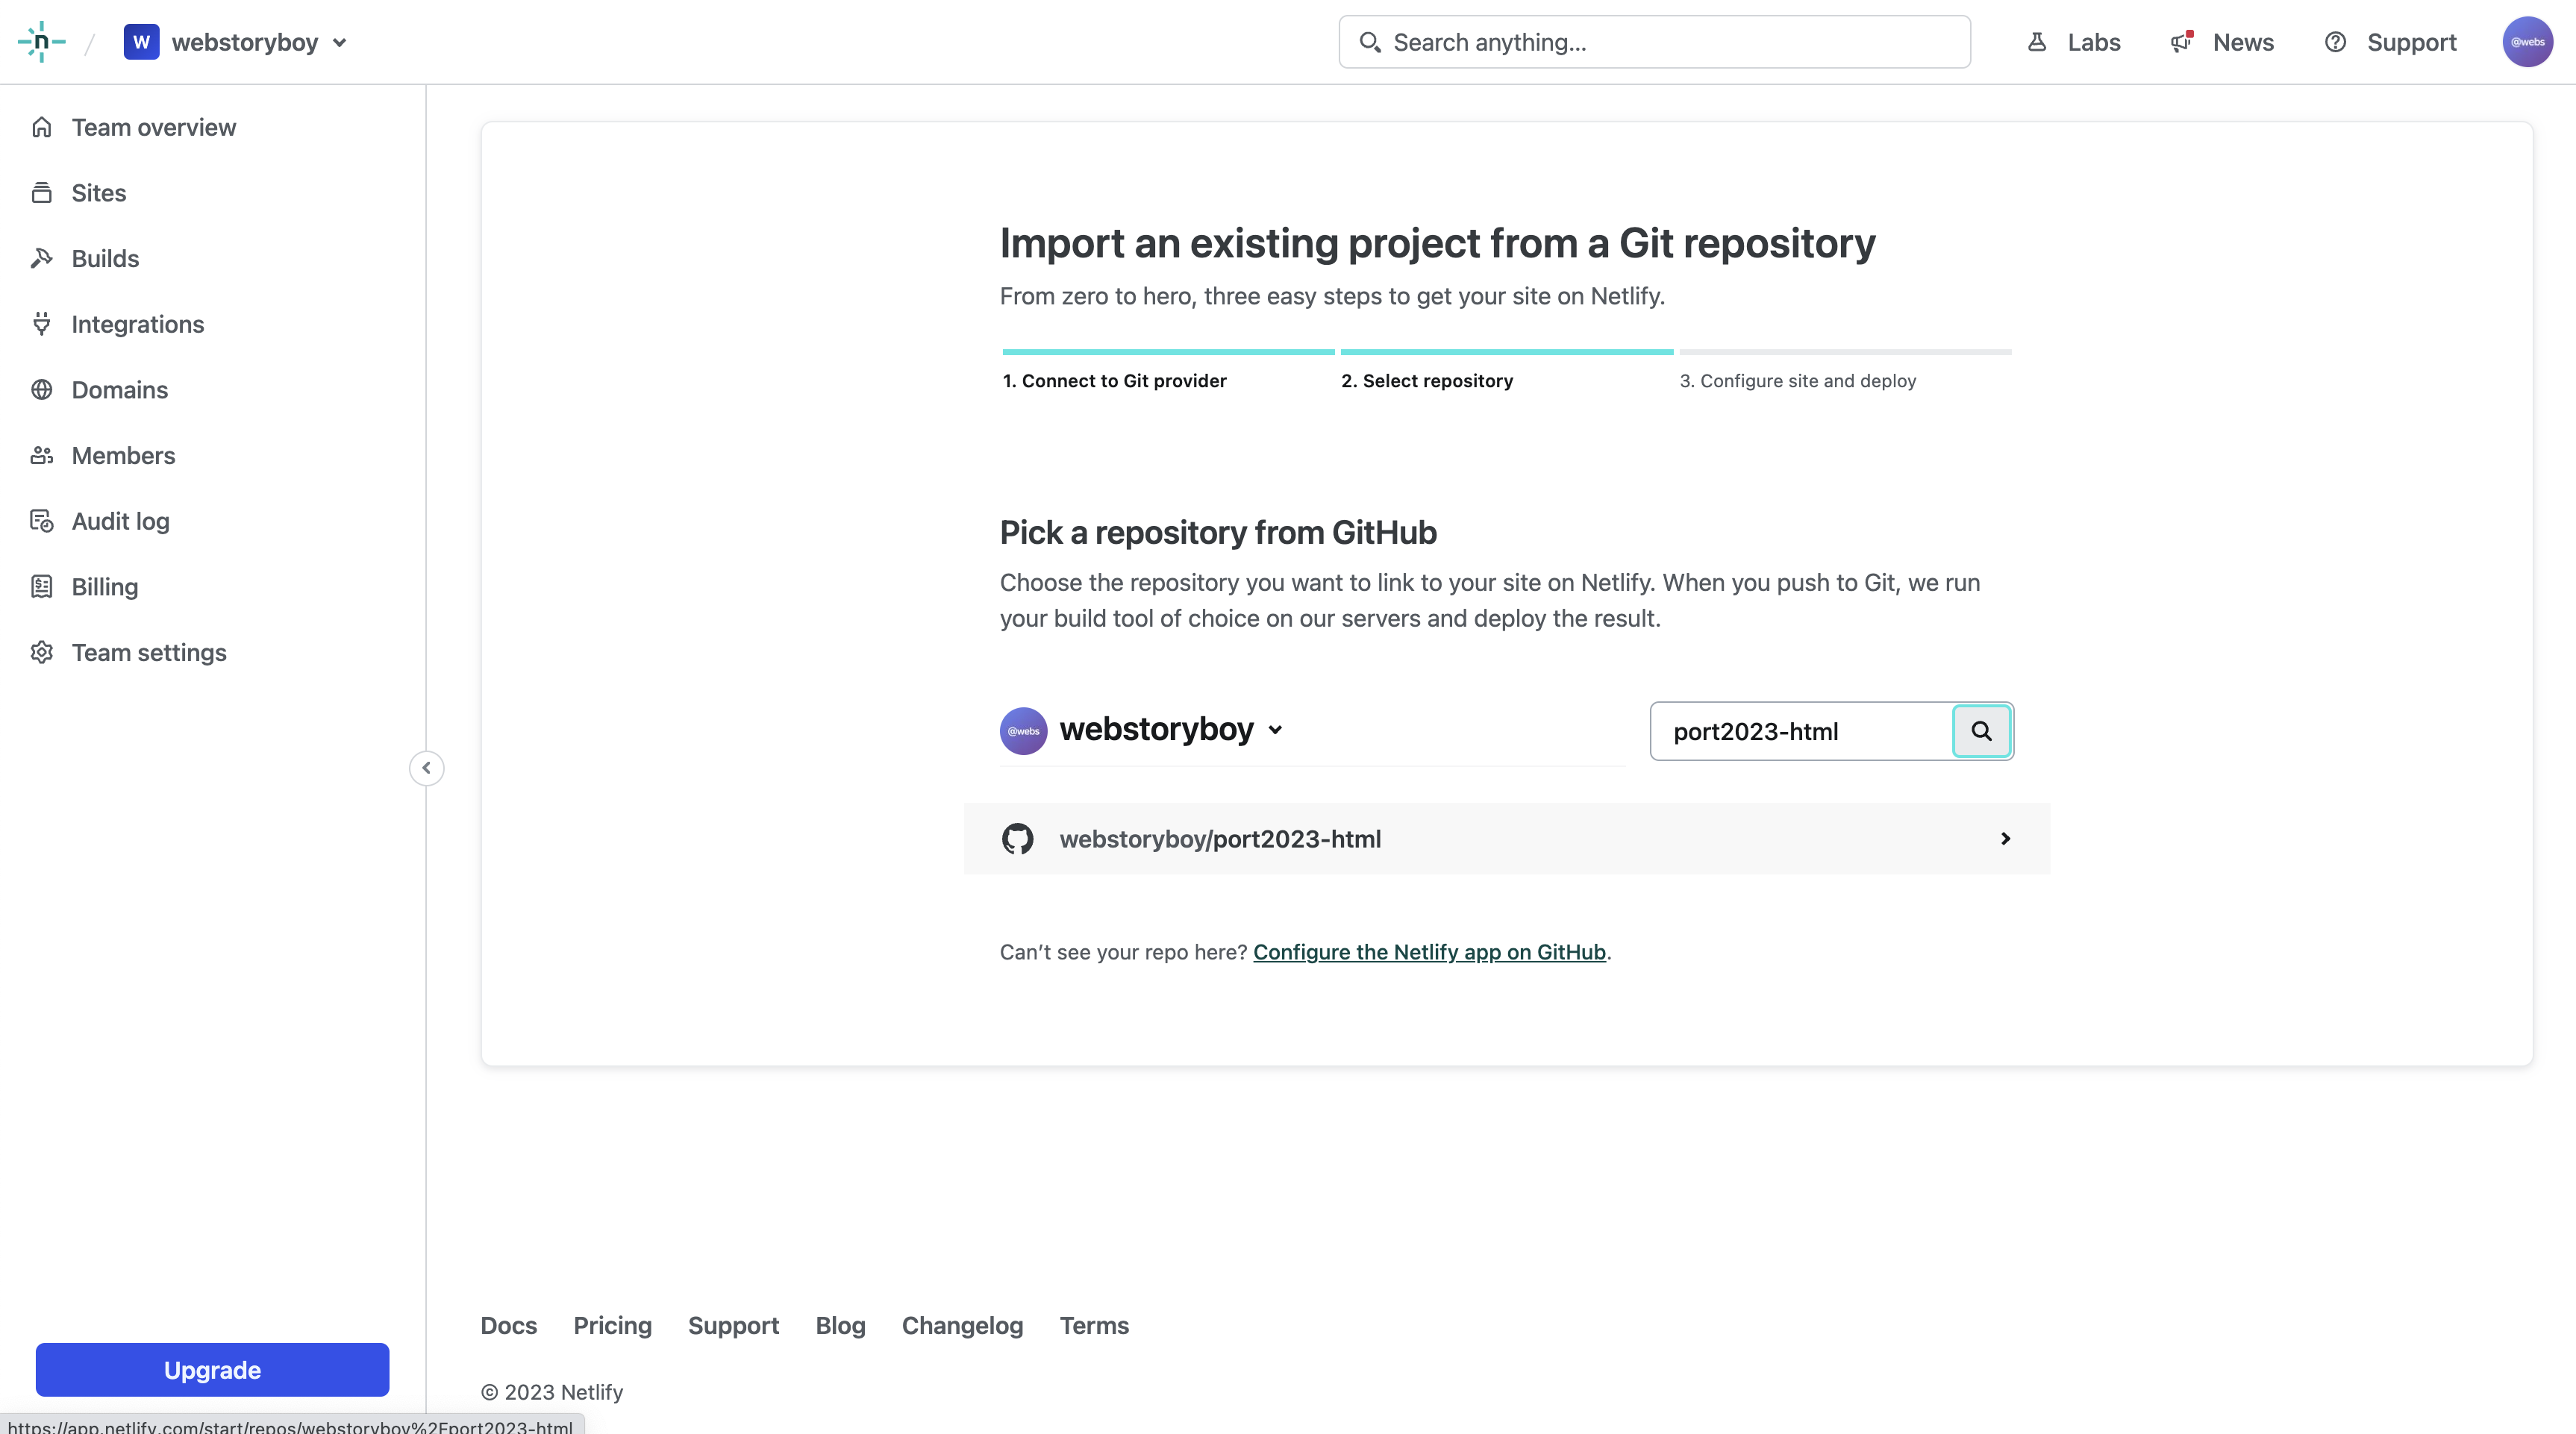 n / W webstoryboy
Search anything...
Labs
News
Support
@webs
Team overview
Sites
Builds
Integrations
Domains
Members
Audit log
Billing
Team settings
Upgrade
Import an existing project from a Git repository
From zero to hero, three easy steps to get your site on Netlify.
1. Connect to Git provider
2. Select repository
3. Configure site and deploy
Pick a repository from GitHub
Choose the repository you want to link to your site on Netlify. When you push to Git, we run
your build tool of choice on our servers and deploy the result.
@webs webstoryboy
port2023-html
webstoryboy/port2023-html
Can’t see your repo here? Configure the Netlify app on GitHub.
Docs Pricing Support Blog Changelog Terms
© 2023 Netlify
https://app.netlify.com/start/repos/webstoryboy%2Fport2023-html